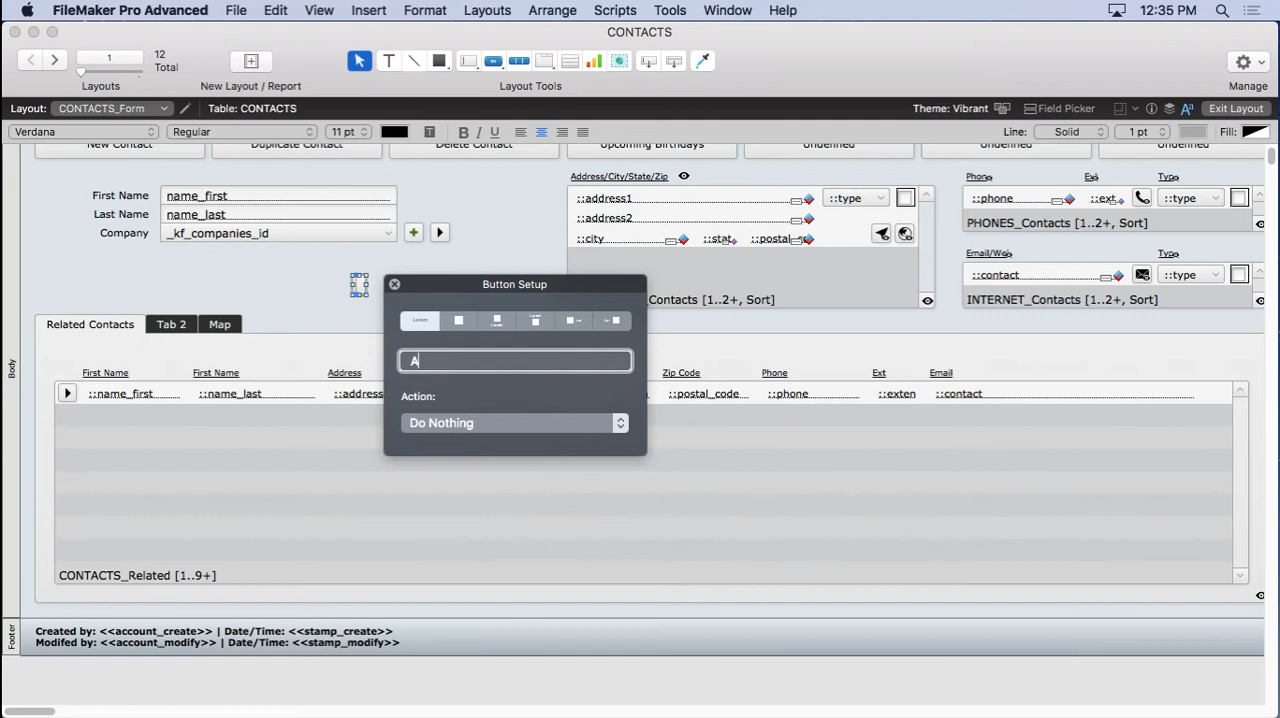 FileMaker Pro Advanced File Edit View Insert Format Layouts Arrange Scripts Tools Window Help 12:35 PM
CONTACTS
1 12 Total
Layouts New Layout / Report Layout Tools Manage
Layout: CONTACTS_Form Table: CONTACTS Theme: Vibrant Field Picker Exit Layout
Verdana Regular 11 pt B I U Line: Solid 1 pt Fill:
New Contact Duplicate Contact Delete Contact Upcoming Birthdays Undefined Undefined Undefined
Address/City/State/Zip Phone Ext Type
First Name name_first ::address1 ::type ::phone ::ext Type ::type
Last Name name_last ::address2 PHONES_Contacts [1..2+, Sort]
Company _kf_companies_id ::city ::stat
Email/Web
::contact ::type
Contacts [1..2+, Sort] INTERNET_Contacts [1..2+, Sort]
Button Setup
A
Action:
Do Nothing
Related Contacts Tab 2 Map
First Name First Name Address Zip Code Phone Ext Email
::name_first ::name_last ::address ::postal_code ::phone ::exten ::contact
Body
CONTACTS_Related [1..9+]
Footer
Created by: <<account_create>> | Date/Time: <<stamp_create>>
Modifed by: <<account_modify>> | Date/Time: <<stamp_modify>>